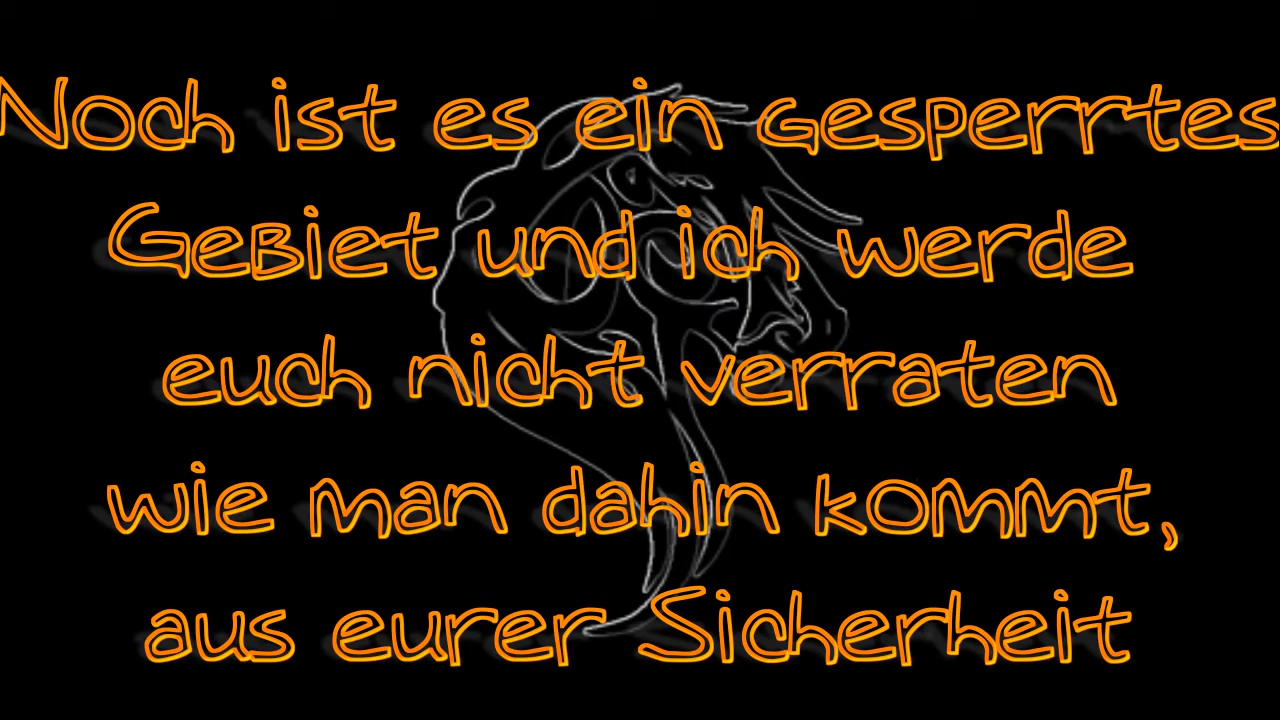 Noch ist es ein gesperrtes
Gebiet und ich werde
euch nicht verraten
wie man dahin kommt,
aus eurer Sicherheit